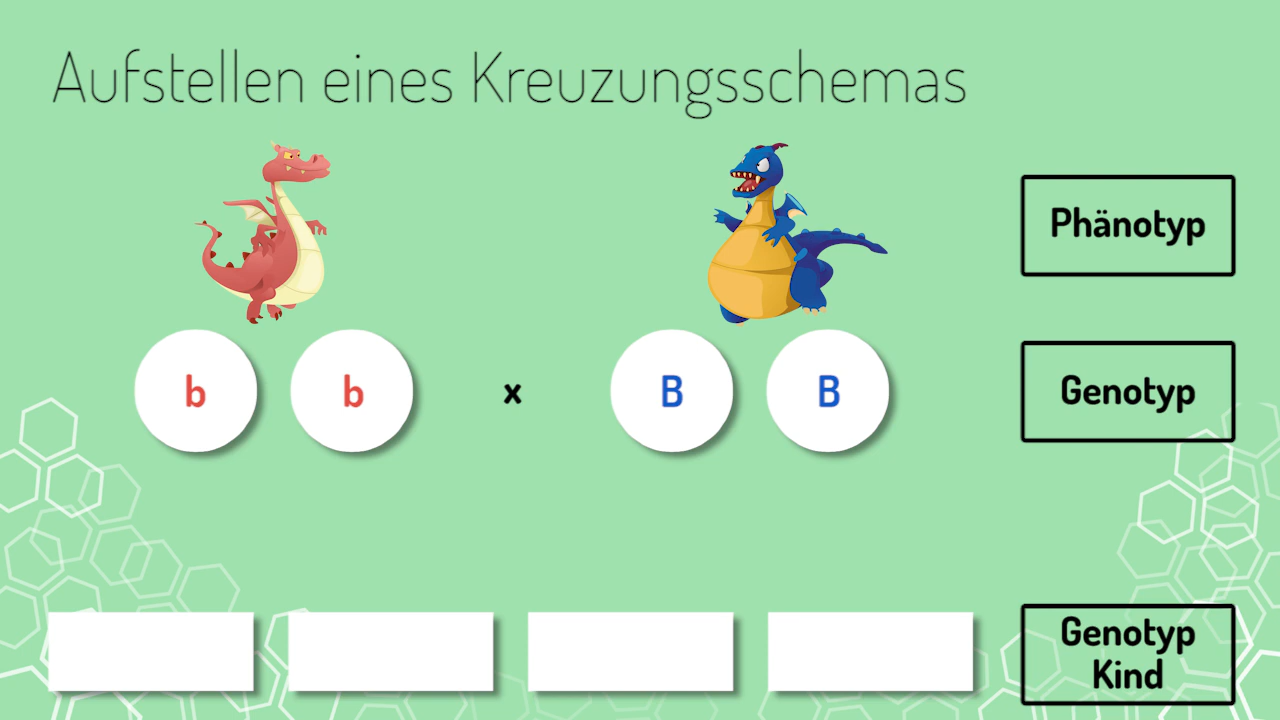 Aufstellen eines Kreuzungsschemas
Phänotyp
b b x B B
Genotyp
Genotyp
Kind